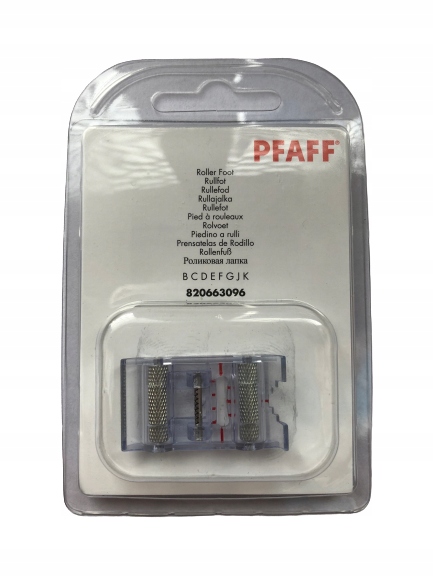 PFAFF®
Roller Foot
Rullfot
Rullefod
Rullajalka
Rullefot
Pied à rouleaux
Rolvoet
Piedino a rulli
Prensatelas de Rodillo
Rollenfuß
Роликовая лапка
B C D E F G J K
820663096